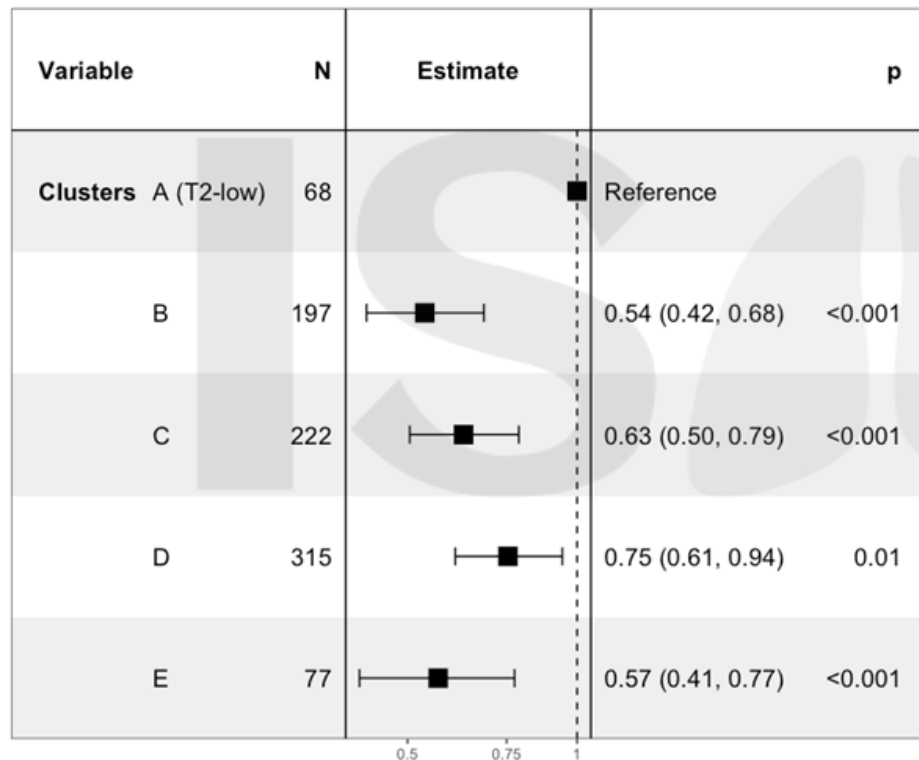 Variable N Estimate p
Clusters A (T2-low) 68 Reference
B 197 0.54 (0.42, 0.68) <0.001
C 222 0.63 (0.50, 0.79) <0.001
D 315 0.75 (0.61, 0.94) 0.01
E 77 0.57 (0.41, 0.77) <0.001
0.5 0.75 1